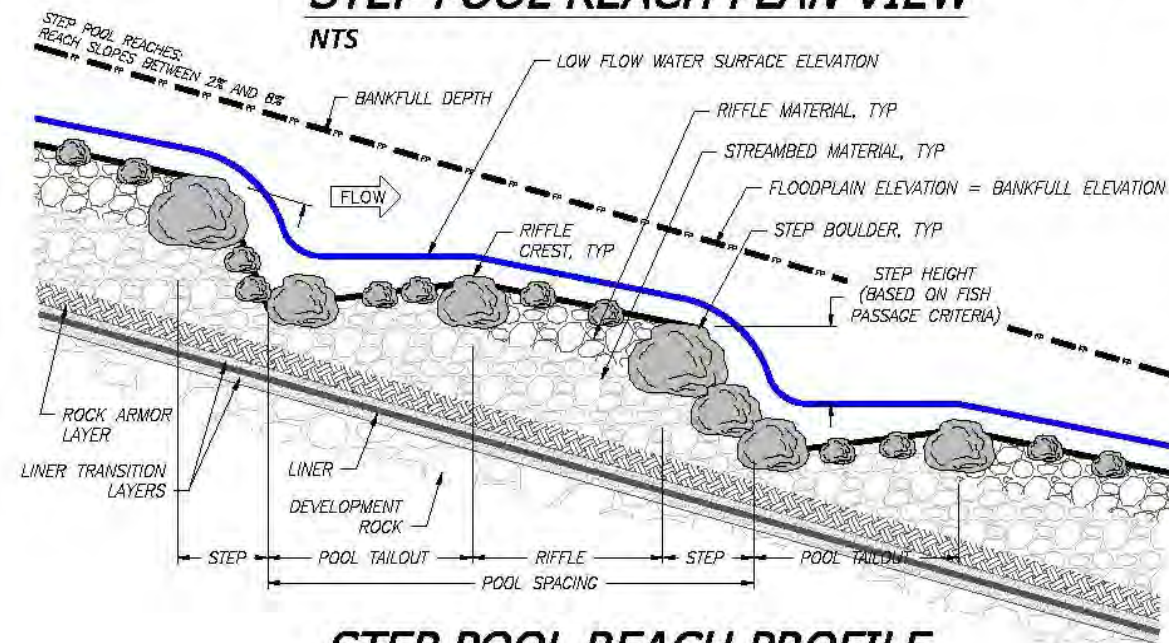 STEP POOL REACH PLAN VIEW
NTS
STEP POOL REACHES:
REACH SLOPES BETWEEN 2% AND 8%
LOW FLOW WATER SURFACE ELEVATION
BANKFULL DEPTH
RIFFLE MATERIAL, TYP
STREAMBED MATERIAL, TYP
FLOODPLAIN ELEVATION = BANKFULL ELEVATION
FLOW
RIFFLE
CREST, TYP
STEP BOULDER, TYP
STEP HEIGHT
(BASED ON FISH
PASSAGE CRITERIA)
ROCK ARMOR
LAYER
LINER TRANSITION
LAYERS
LINER
DEVELOPMENT
ROCK
STEP
POOL TAILOUT
RIFFLE
STEP
POOL TAILOUT
POOL SPACING
STEP POOL REACH PROFILE